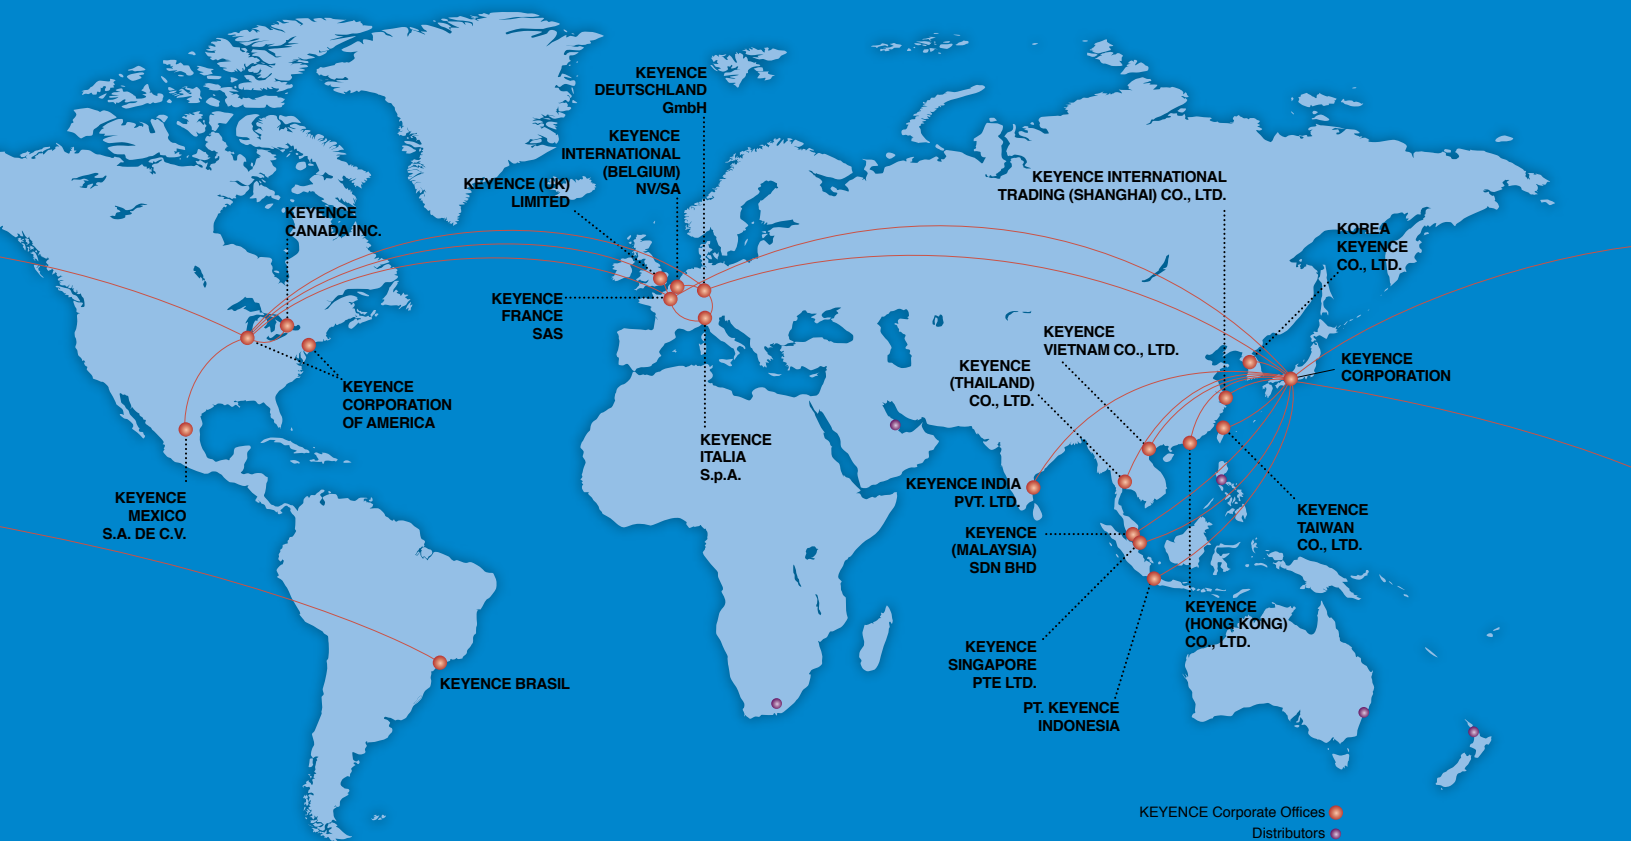 KEYENCE
DEUTSCHLAND
GmbH
KEYENCE
INTERNATIONAL
(BELGIUM)
NV/SA
KEYENCE (UK)
LIMITED
KEYENCE INTERNATIONAL
TRADING (SHANGHAI) CO., LTD.
KEYENCE
CANADA INC.
KOREA
KEYENCE
CO., LTD.
KEYENCE
FRANCE
SAS
KEYENCE
VIETNAM CO., LTD.
KEYENCE
(THAILAND)
CO., LTD.
KEYENCE
CORPORATION
KEYENCE
CORPORATION
OF AMERICA
KEYENCE
ITALIA
S.p.A.
KEYENCE INDIA
PVT. LTD.
KEYENCE
MEXICO
S.A. DE C.V.
KEYENCE
TAIWAN
CO., LTD.
KEYENCE
(MALAYSIA)
SDN BHD
KEYENCE
(HONG KONG)
CO., LTD.
KEYENCE
SINGAPORE
PTE LTD.
KEYENCE BRASIL
PT. KEYENCE
INDONESIA
KEYENCE Corporate Offices
Distributors